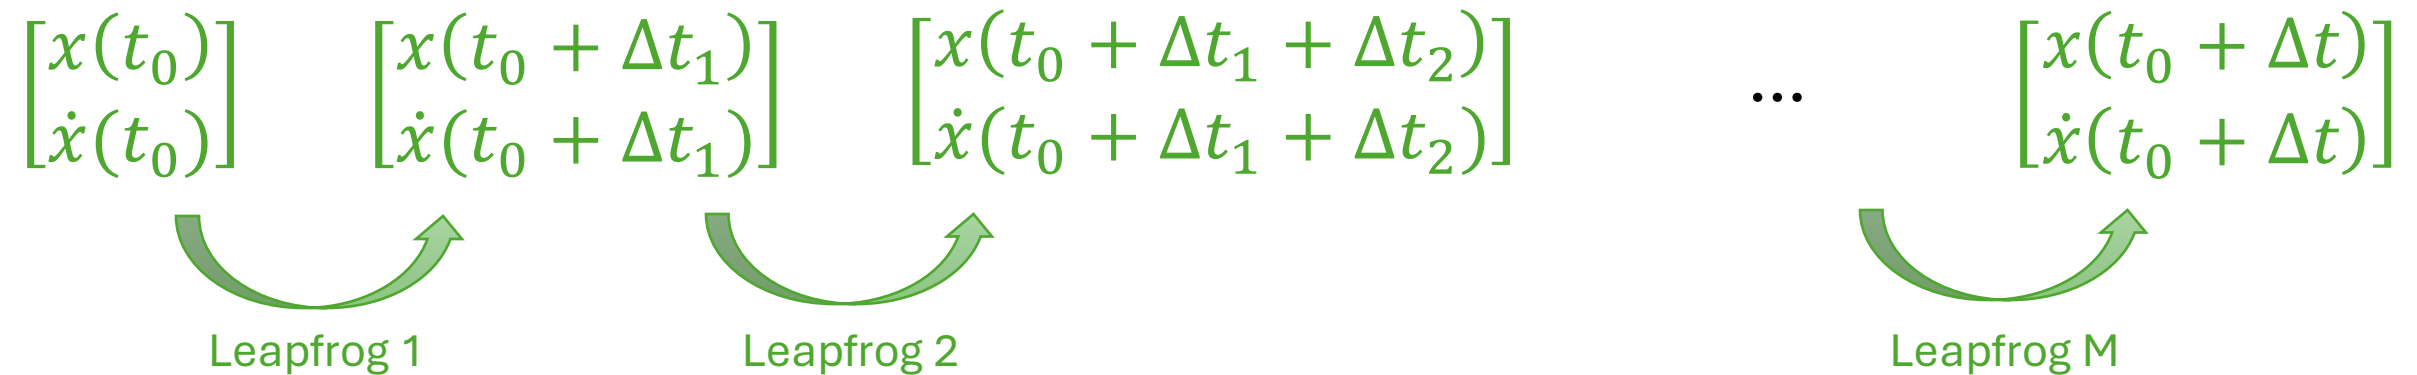 [x(t₀)] [x(t₀ + Δt₁)] [x(t₀ + Δt₁ + Δt₂)] ... [x(t₀ + Δt)]
[ẋ(t₀)] [ẋ(t₀ + Δt₁)] [ẋ(t₀ + Δt₁ + Δt₂)] [ẋ(t₀ + Δt)]
Leapfrog 1 Leapfrog 2 Leapfrog M